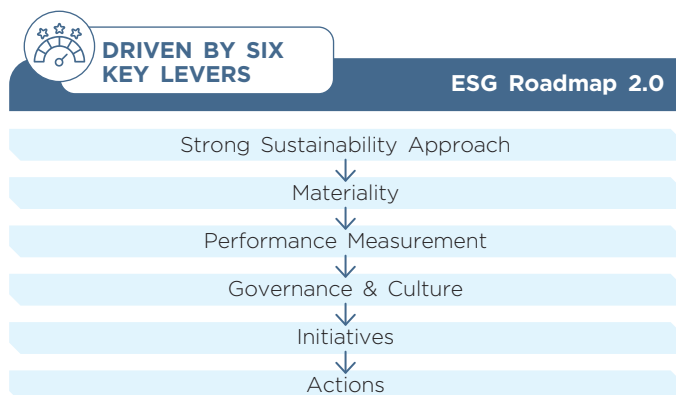 DRIVEN BY SIX
KEY LEVERS
ESG Roadmap 2.0
Strong Sustainability Approach
Materiality
Performance Measurement
Governance & Culture
Initiatives
Actions